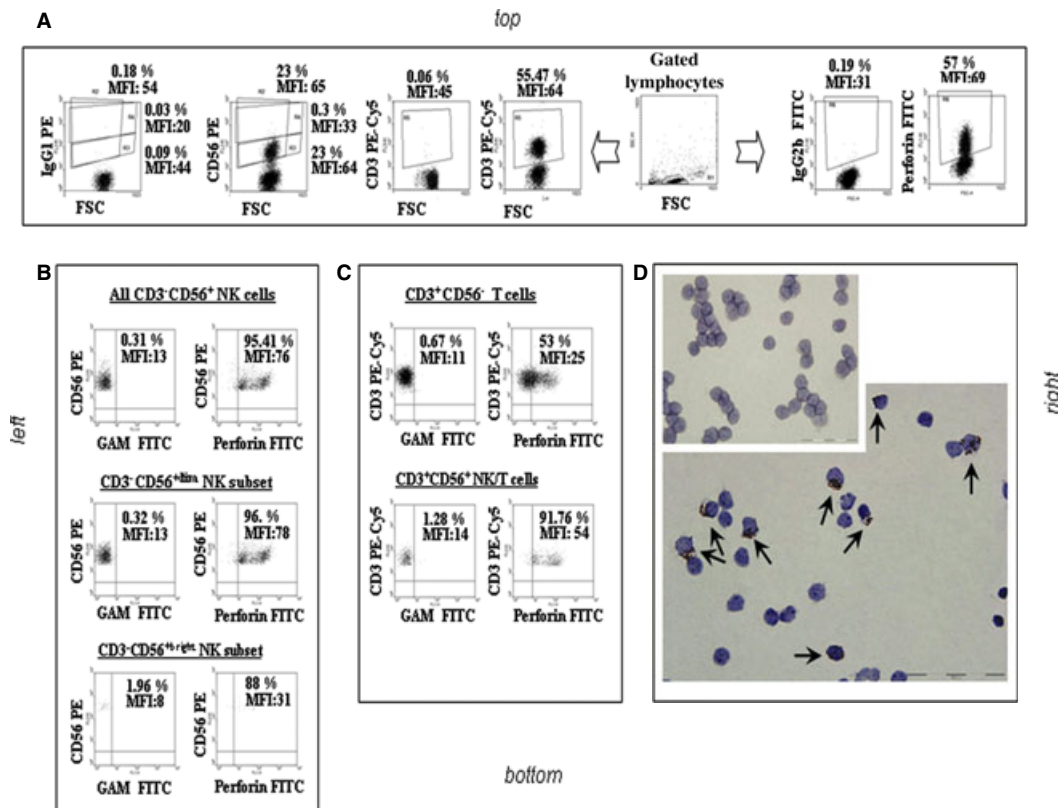 top
A
0.18 %
MFI: 54
0.03 %
MFI:20
0.09 %
MFI:44
IgG1 PE
FSC
23 %
MFI: 65
0.3 %
MFI:33
23 %
MFI:64
CD56 PE
FSC
0.06 %
MFI:45
CD3 PE-Cy5
55.47 %
MFI:64
CD3 PE-Cy5
Gated
lymphocytes
FSC
0.19 %
MFI:31
IgG2b FITC
57 %
MFI:69
Perforin FITC
left
right
B
All CD3-CD56+ NK cells
0.31 %
MFI:13
CD56 PE
GAM FITC
95.41 %
MFI:76
CD56 PE
Perforin FITC
NK subset
0.32 %
MFI:13
CD56 PE
GAM FITC
96. %
MFI:78
CD56 PE
Perforin FITC
NK subset
1.96 %
MFI:8
CD56 PE
GAM FITC
88 %
MFI:31
CD56 PE
Perforin FITC
C
CD3+CD56- T cells
0.67 %
MFI:11
CD3 PE-Cy5
GAM FITC
53 %
MFI:25
CD3 PE-Cy5
Perforin FITC
CD3+CD56+ NK/T cells
1.28 %
MFI:14
CD3 PE-Cy5
GAM FITC
91.76 %
MFI: 54
CD3 PE-Cy5
Perforin FITC
D
bottom